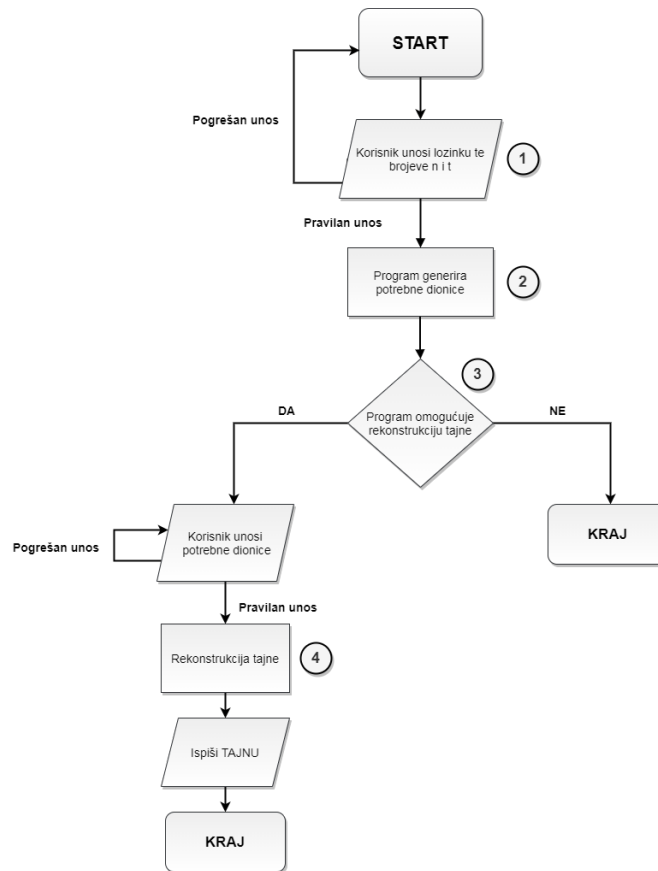 START
Pogrešan unos
Korisnik unosi lozinku te
brojeve n i t
1
Pravilan unos
Program generira
potrebne dionice
2
3
DA
Program omogućuje
rekonstrukciju tajne
NE
Korisnik unosi
potrebne dionice
KRAJ
Pogrešan unos
Pravilan unos
Rekonstrukcija tajne
4
Ispiši TAJNU
KRAJ